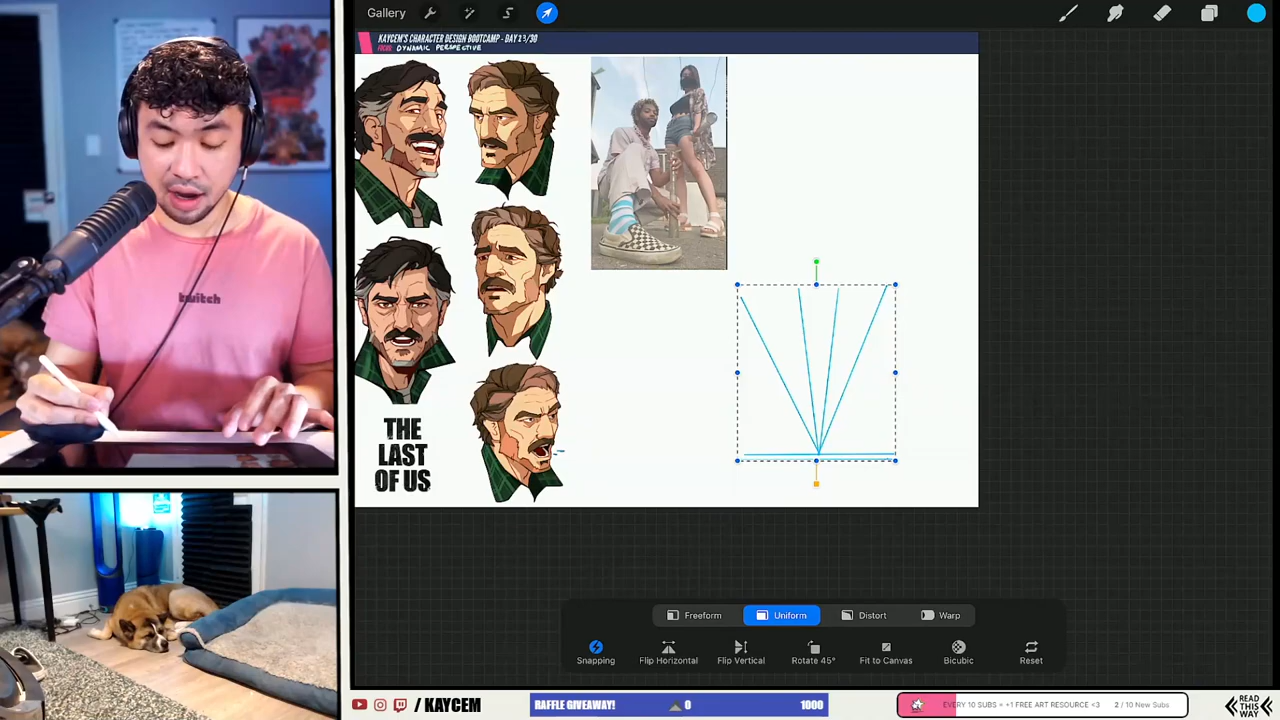 Gallery
KAYCEM'S CHARACTER DESIGN BOOTCAMP - DAY 23/30
FOCUS: DYNAMIC PERSPECTIVE
twitch
THE
LAST
OF US
Freeform
Uniform
Distort
Warp
Snapping
Flip Horizontal
Flip Vertical
Rotate 45°
Fit to Canvas
Bicubic
Reset
/ KAYCEM
RAFFLE GIVEAWAY!
0
1000
EVERY 10 SUBS = +1 FREE ART RESOURCE <3
2 / 10 New Subs
READ
THIS
WAY